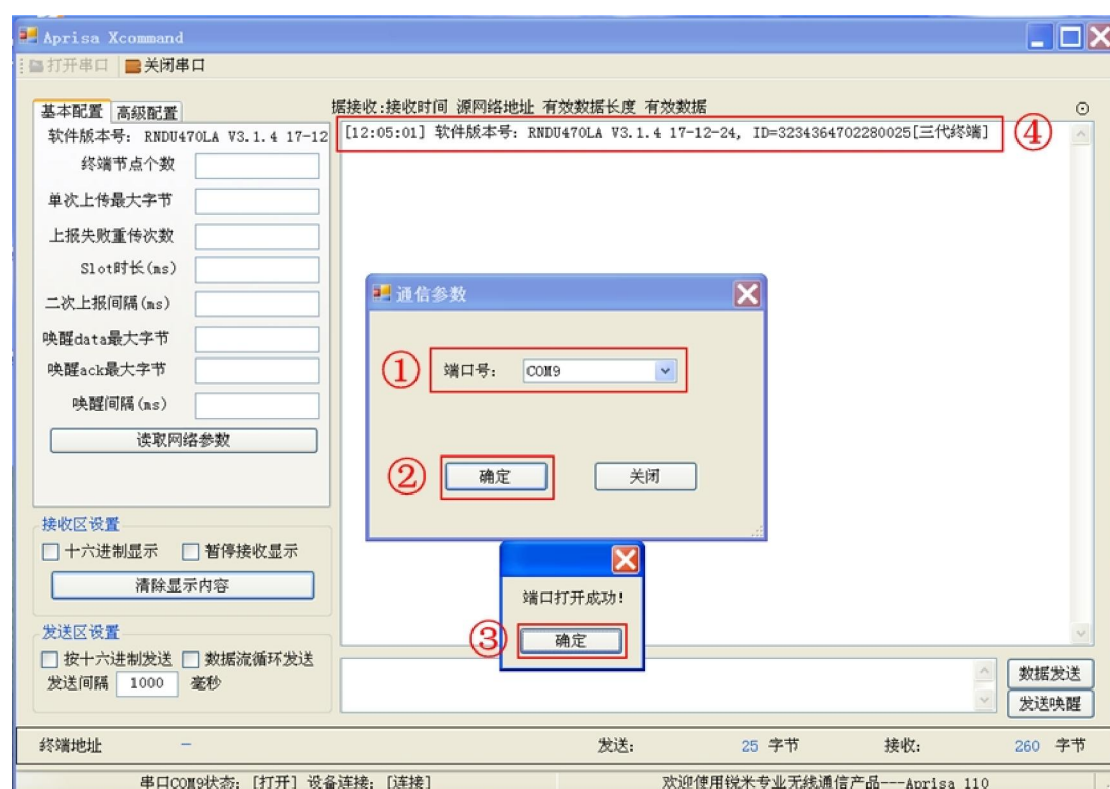 Aprisa Xcommand
打开串口 关闭串口
基本配置 高级配置
据接收:接收时间 源网络地址 有效数据长度 有效数据
软件版本号: RNDU470LA V3.1.4 17-12
[12:05:01] 软件版本号: RNDU470LA V3.1.4 17-12-24, ID=3234364702280025[三代终端]
④
终端节点个数
单次上传最大字节
上报失败重传次数
Slot时长(ms)
二次上报间隔(ms)
唤醒data最大字节
唤醒ack最大字节
唤醒间隔(ms)
读取网络参数
通信参数
① 端口号: COM9
② 确定 关闭
端口打开成功!
③ 确定
接收区设置
十六进制显示 暂停接收显示
清除显示内容
发送区设置
按十六进制发送 数据流循环发送
发送间隔 1000 毫秒
数据发送
发送唤醒
终端地址 - 发送: 25 字节 接收: 260 字节
串口COM9状态: [打开] 设备连接: [连接] 欢迎使用锐米专业无线通信产品---Aprisa 110